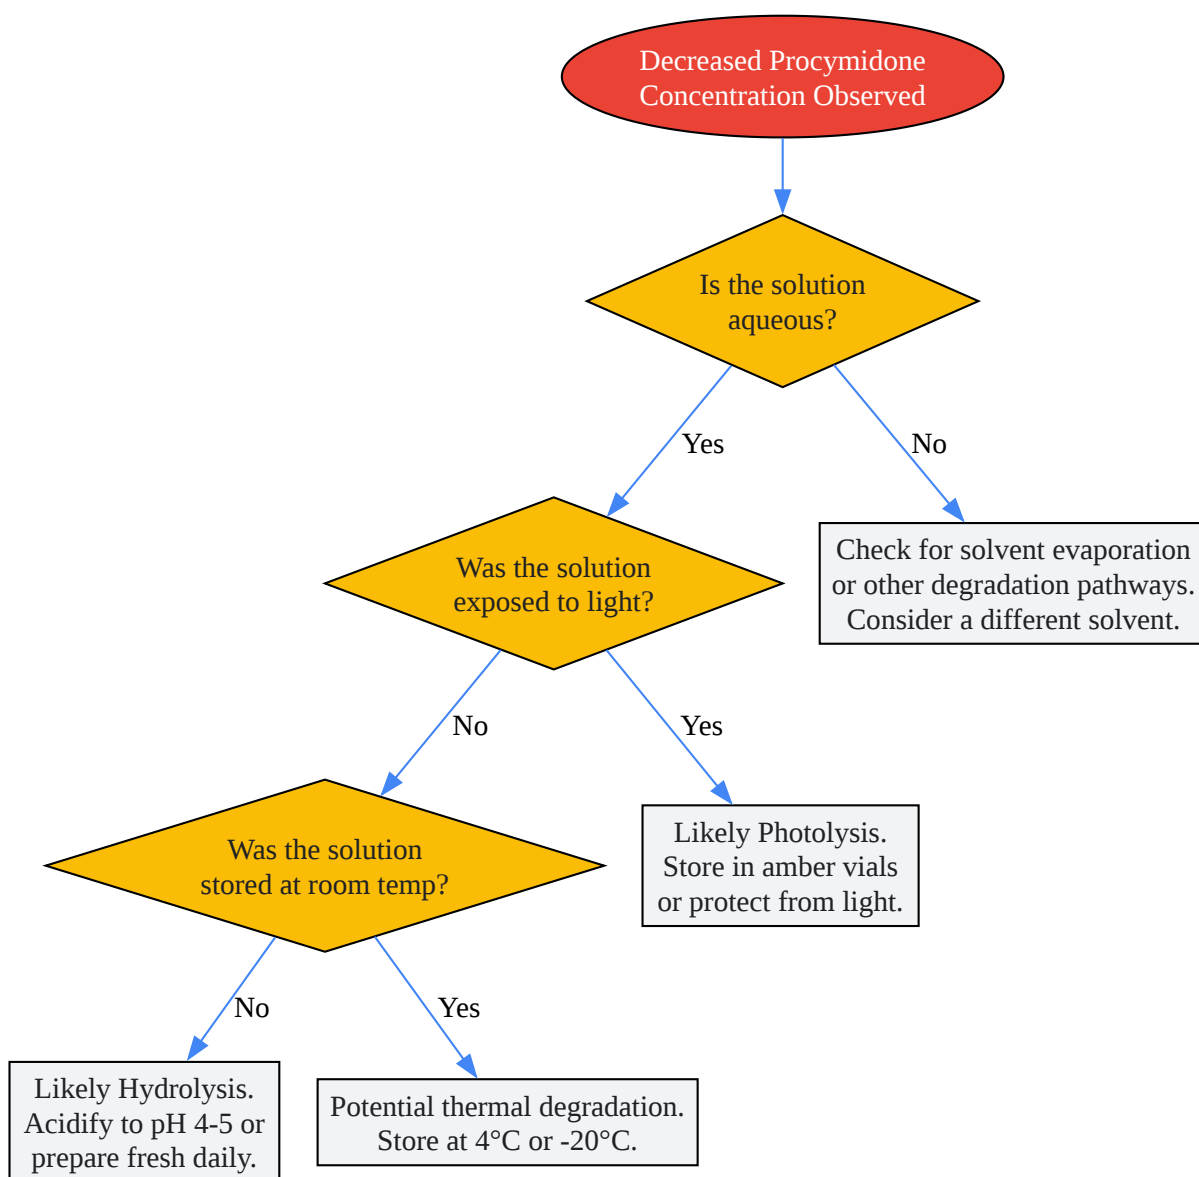 Decreased Procymidone
Concentration Observed
Is the solution
aqueous?
Yes
No
Was the solution
exposed to light?
Check for solvent evaporation
or other degradation pathways.
Consider a different solvent.
No
Yes
Was the solution
stored at room temp?
Likely Photolysis.
Store in amber vials
or protect from light.
No
Yes
Likely Hydrolysis.
Acidify to pH 4-5 or
prepare fresh daily.
Potential thermal degradation.
Store at 4°C or -20°C.